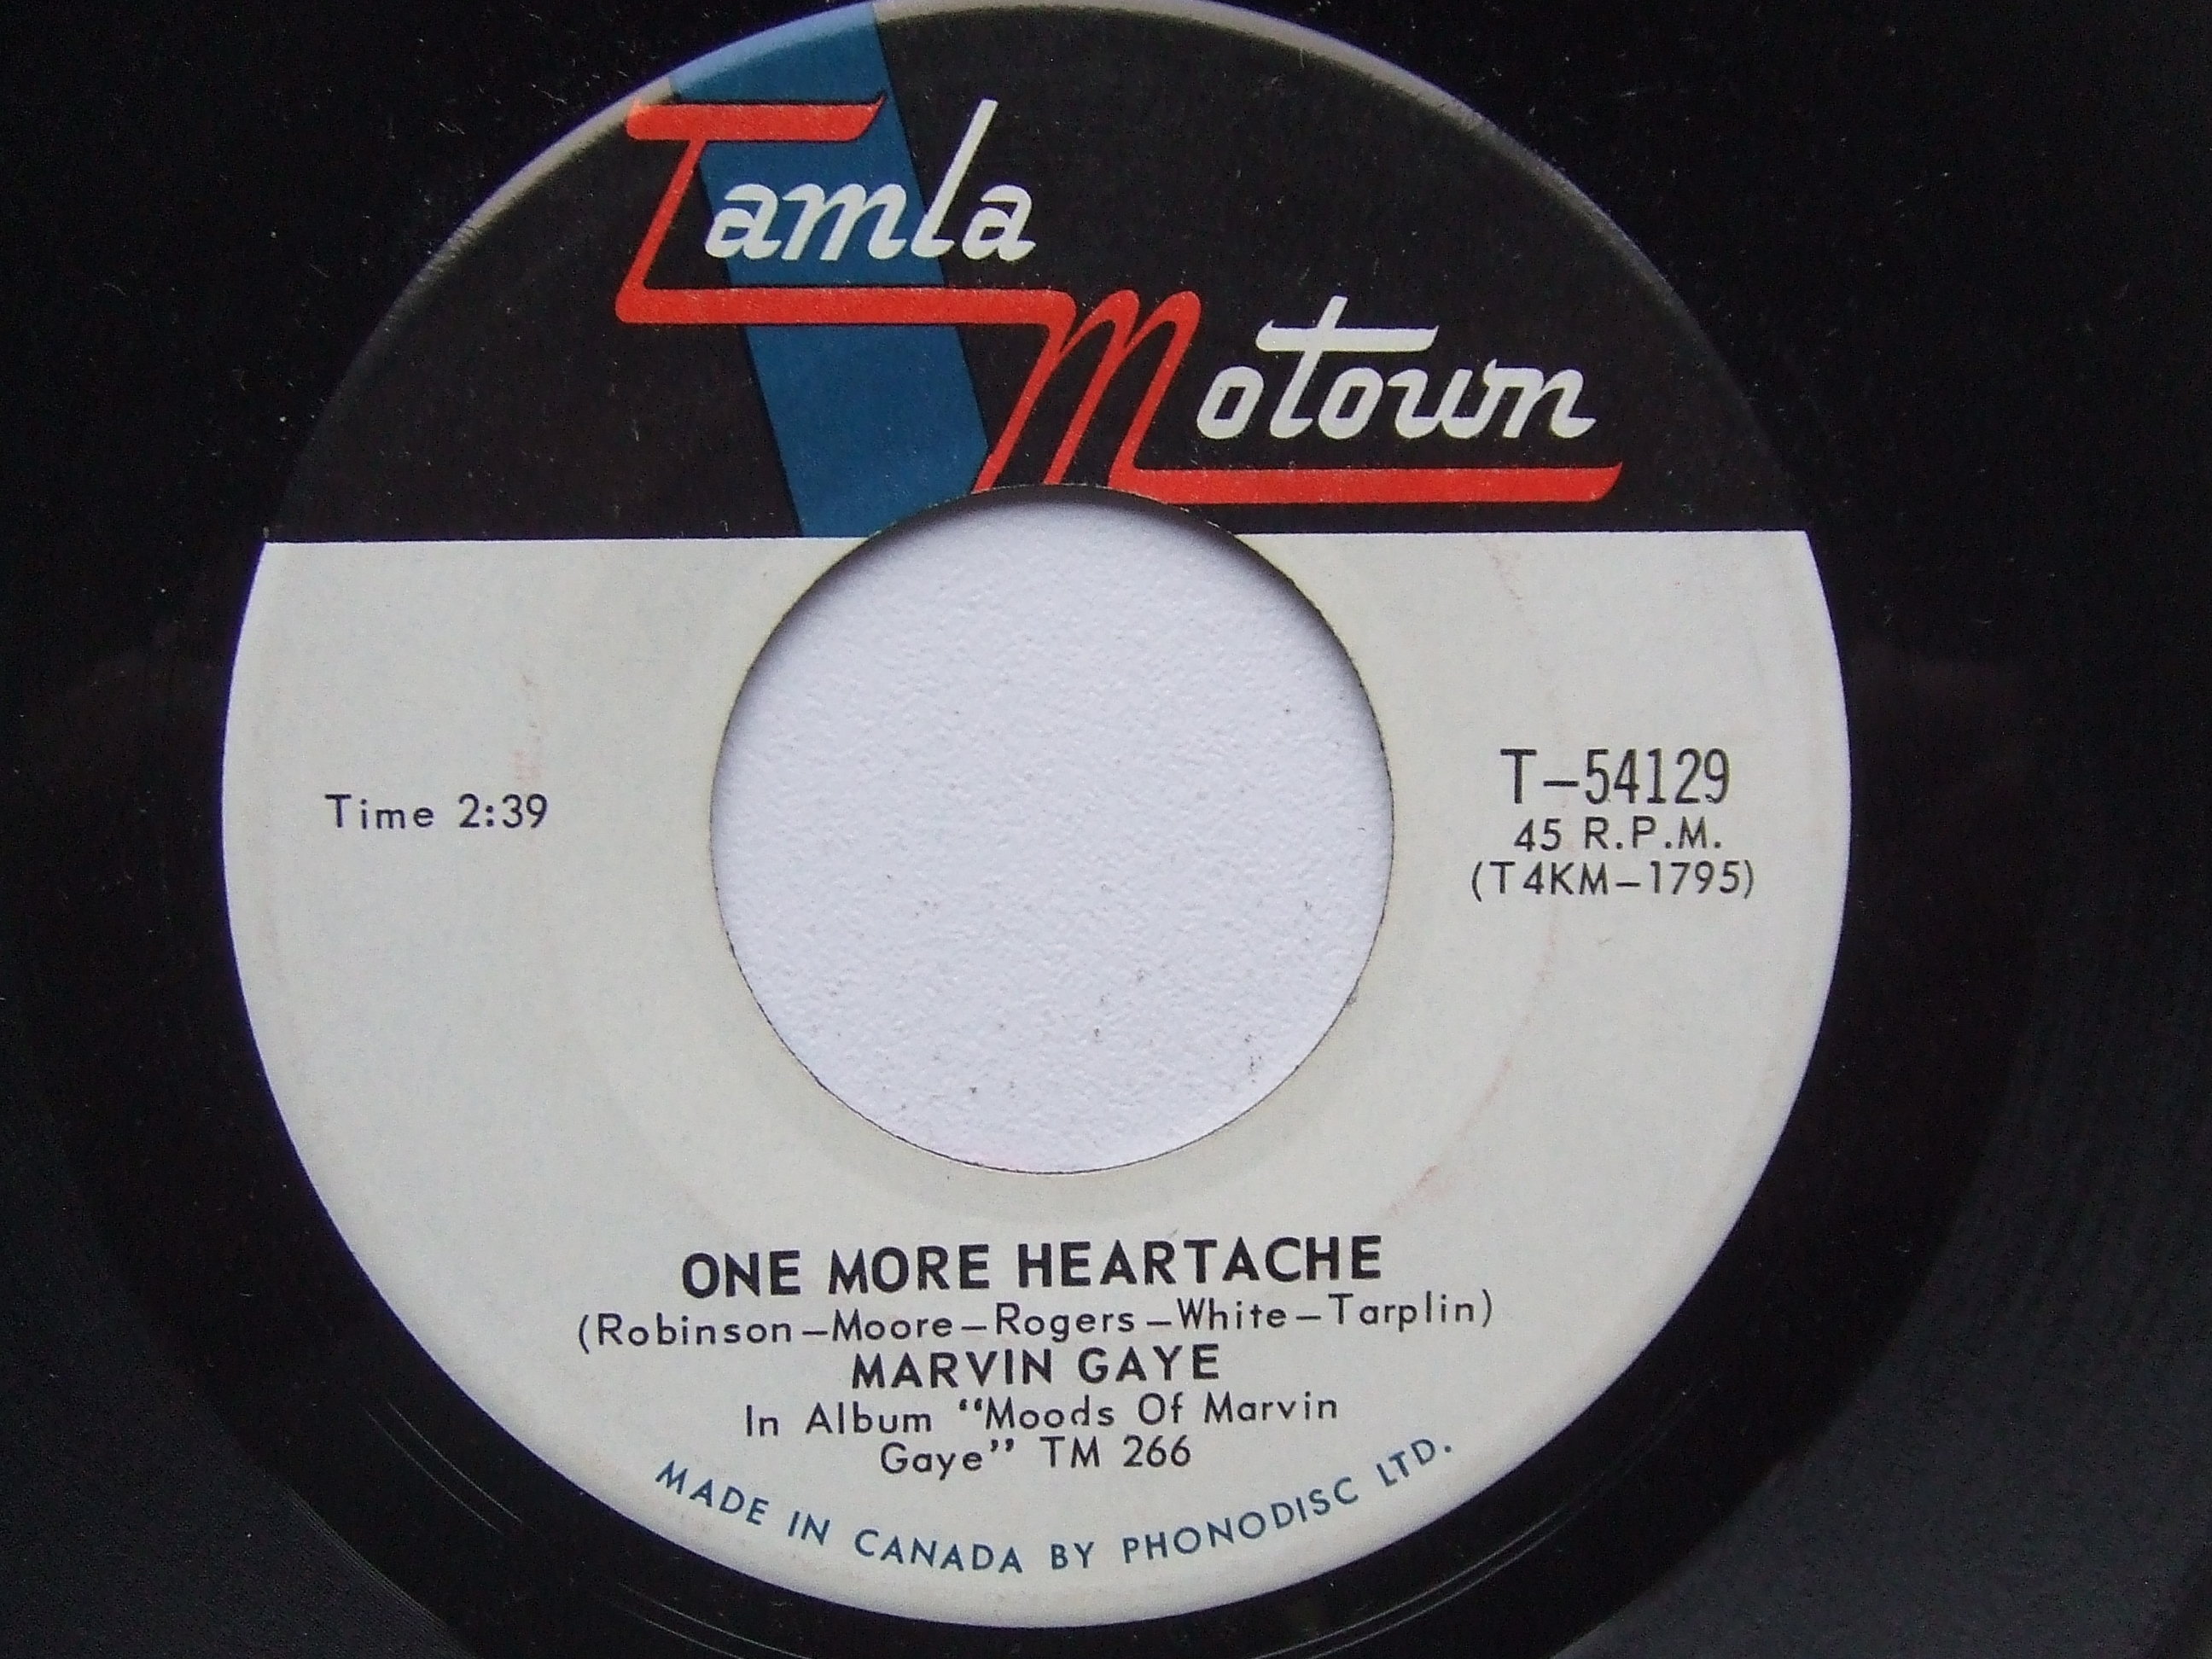 Tamla
Motown
Time 2:39
T-54129
45 R.P.M.
(T4KM-1795)
ONE MORE HEARTACHE
(Robinson-Moore-Rogers-White-Tarplin)
MARVIN GAYE
In Album "Moods Of Marvin
Gaye" TM 266
MADE IN CANADA BY PHONODISC LTD.